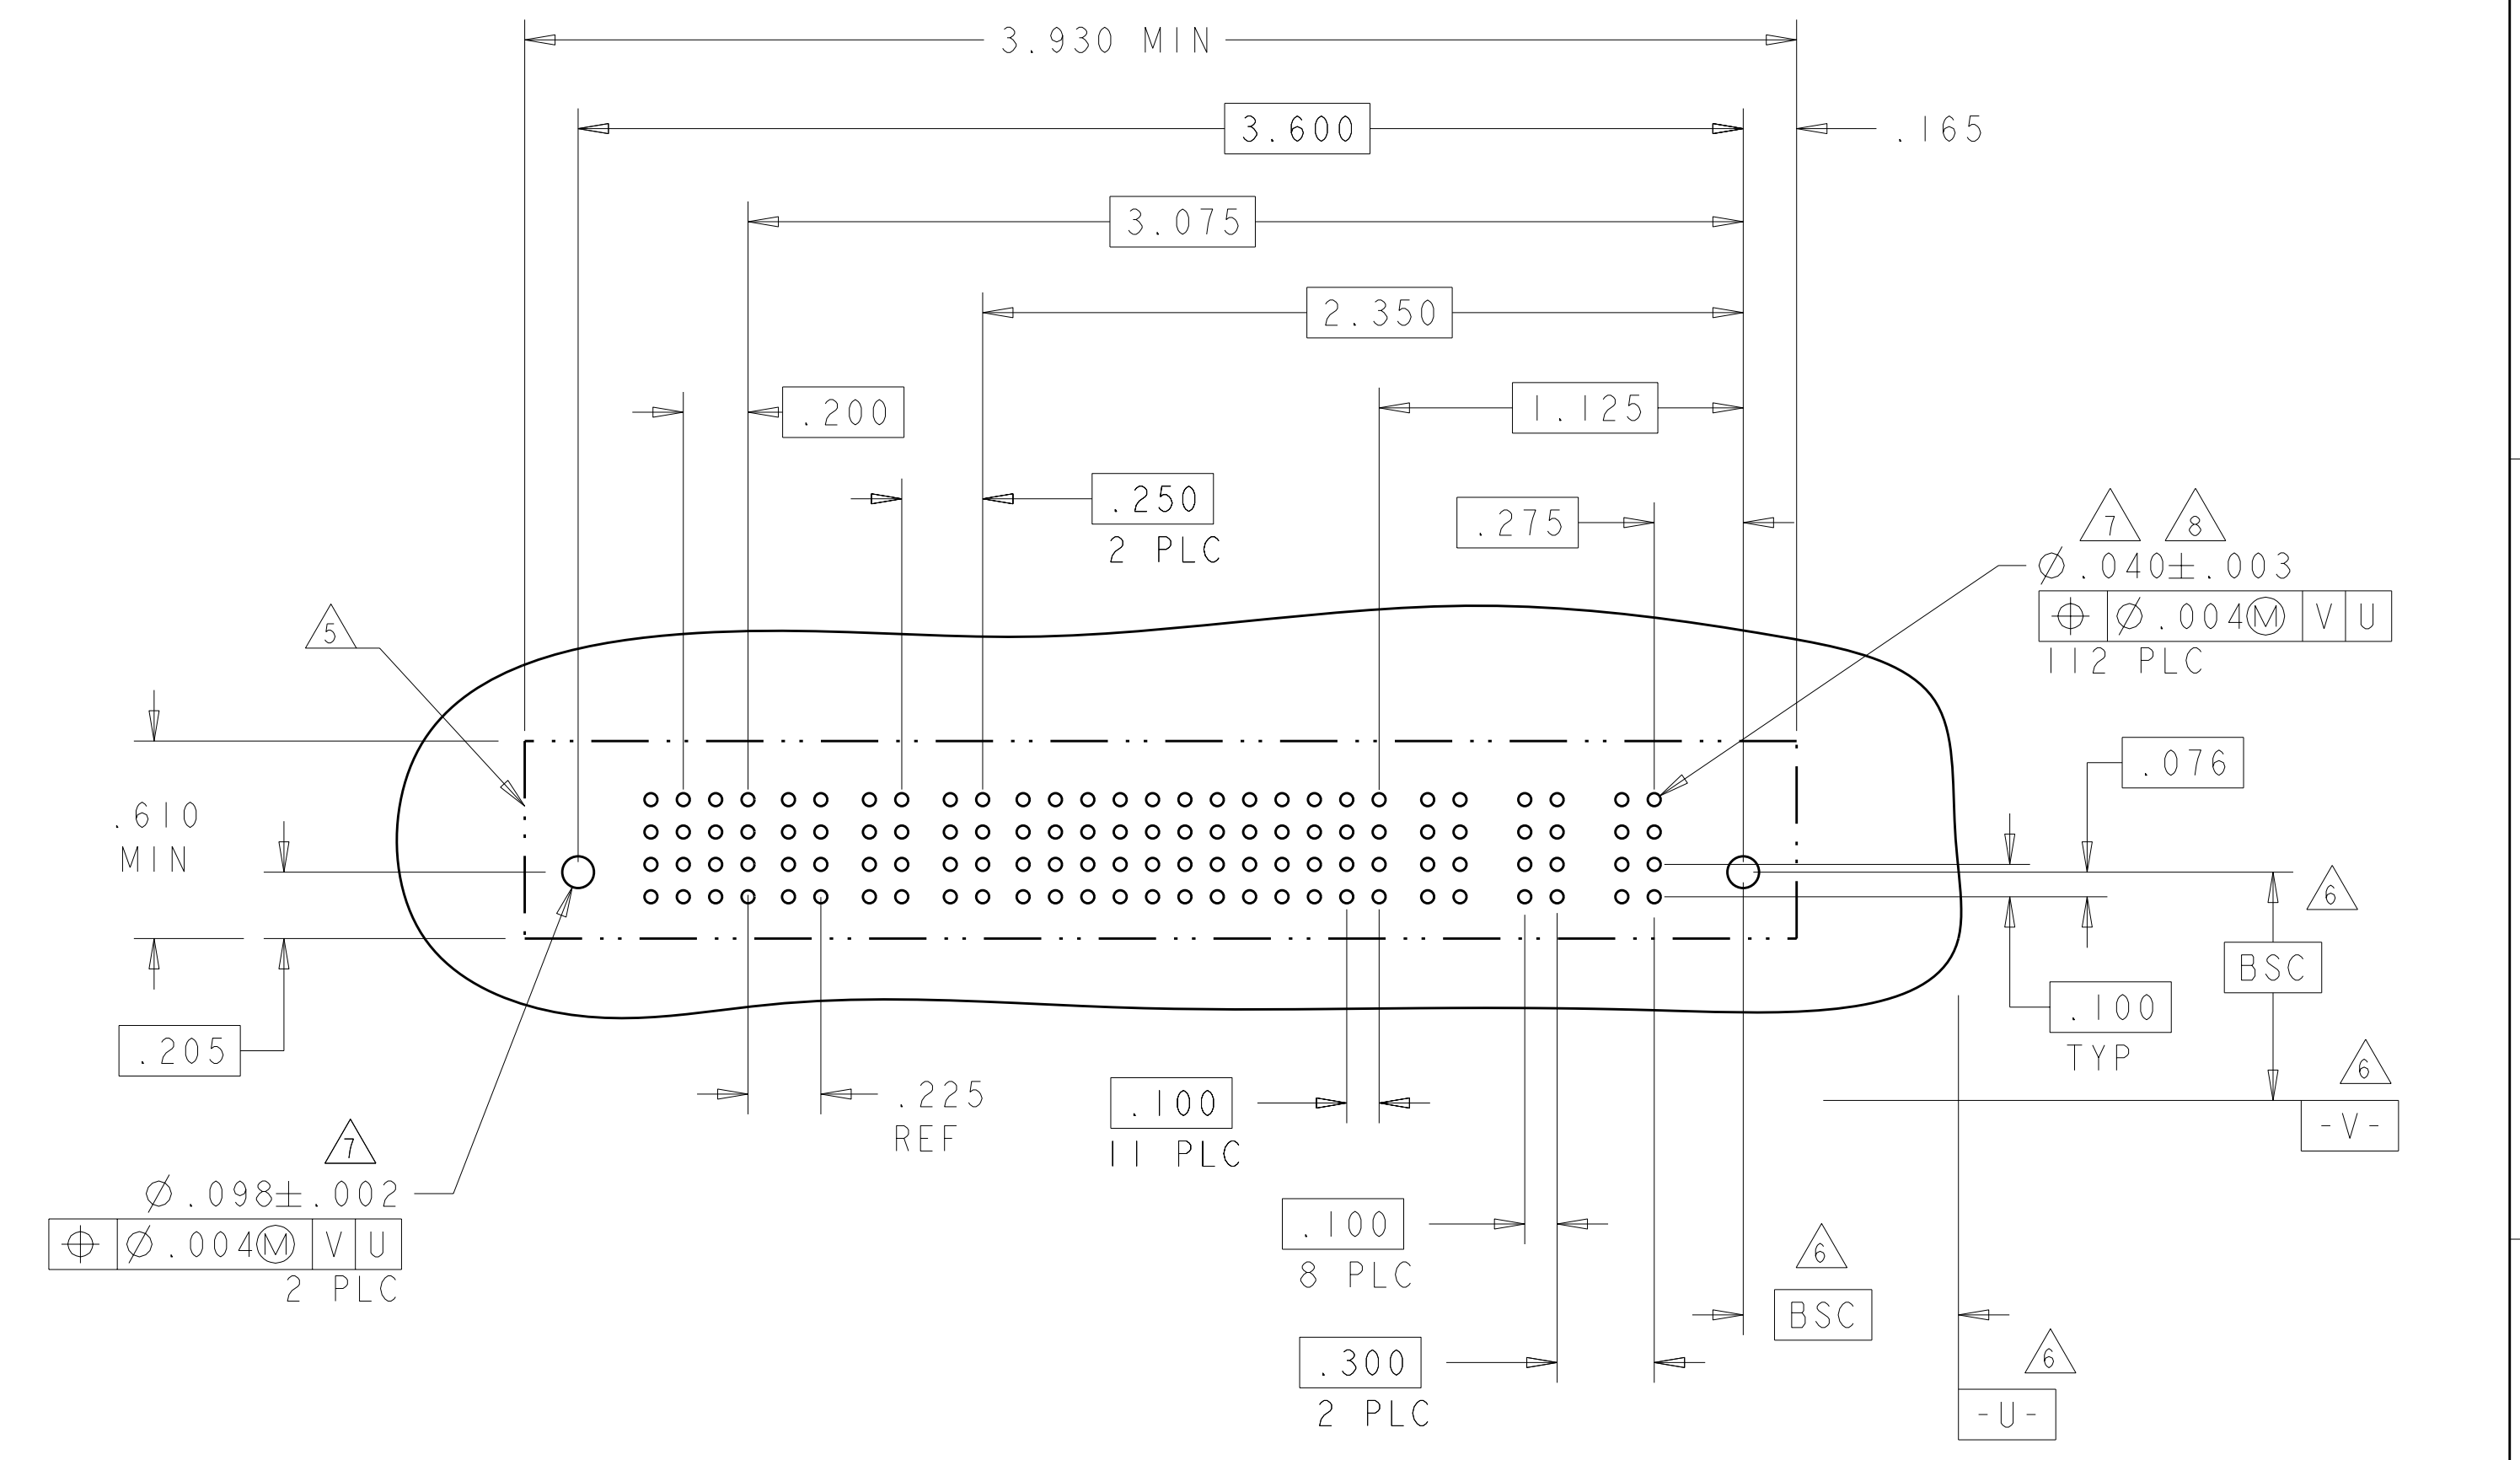 3.930 MIN
3.600
.165
3.075
2.350
.200
1.125
.250
2 PLC
.275
7 8
Ø.040±.003
⌖ Ø.004Ⓜ V U
112 PLC
5
.076
.610
MIN
6
BSC
.100
TYP
.205
6
-V-
.225
REF
.100
11 PLC
7
Ø.098±.002
⌖ Ø.004Ⓜ V U
2 PLC
.100
8 PLC
6
BSC
.300
2 PLC
6
-U-